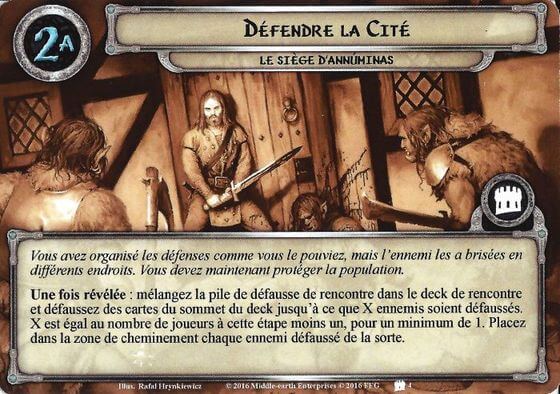 2A
DÉFENDRE LA CITÉ
LE SIÈGE D'ANNÚMINAS
Vous avez organisé les défenses comme vous le pouviez, mais l'ennemi les a brisées en
différents endroits. Vous devez maintenant protéger la population.
Une fois révélée : mélangez la pile de défausse de rencontre dans le deck de rencontre
et défaussez des cartes du sommet du deck jusqu'à ce que X ennemis soient défaussés.
X est égal au nombre de joueurs à cette étape moins un, pour un minimum de 1. Placez
dans la zone de cheminement chaque ennemi défaussé de la sorte.
Illus. Rafał Hrynkiewicz © 2016 Middle-earth Enterprises © 2016 FFG 4